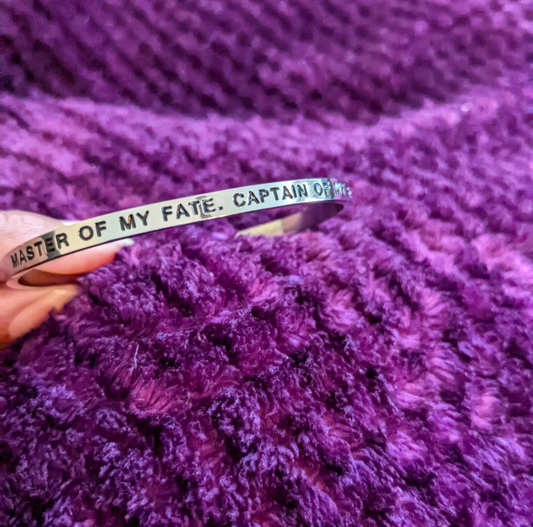 MASTER OF MY FATE. CAPTAIN OF